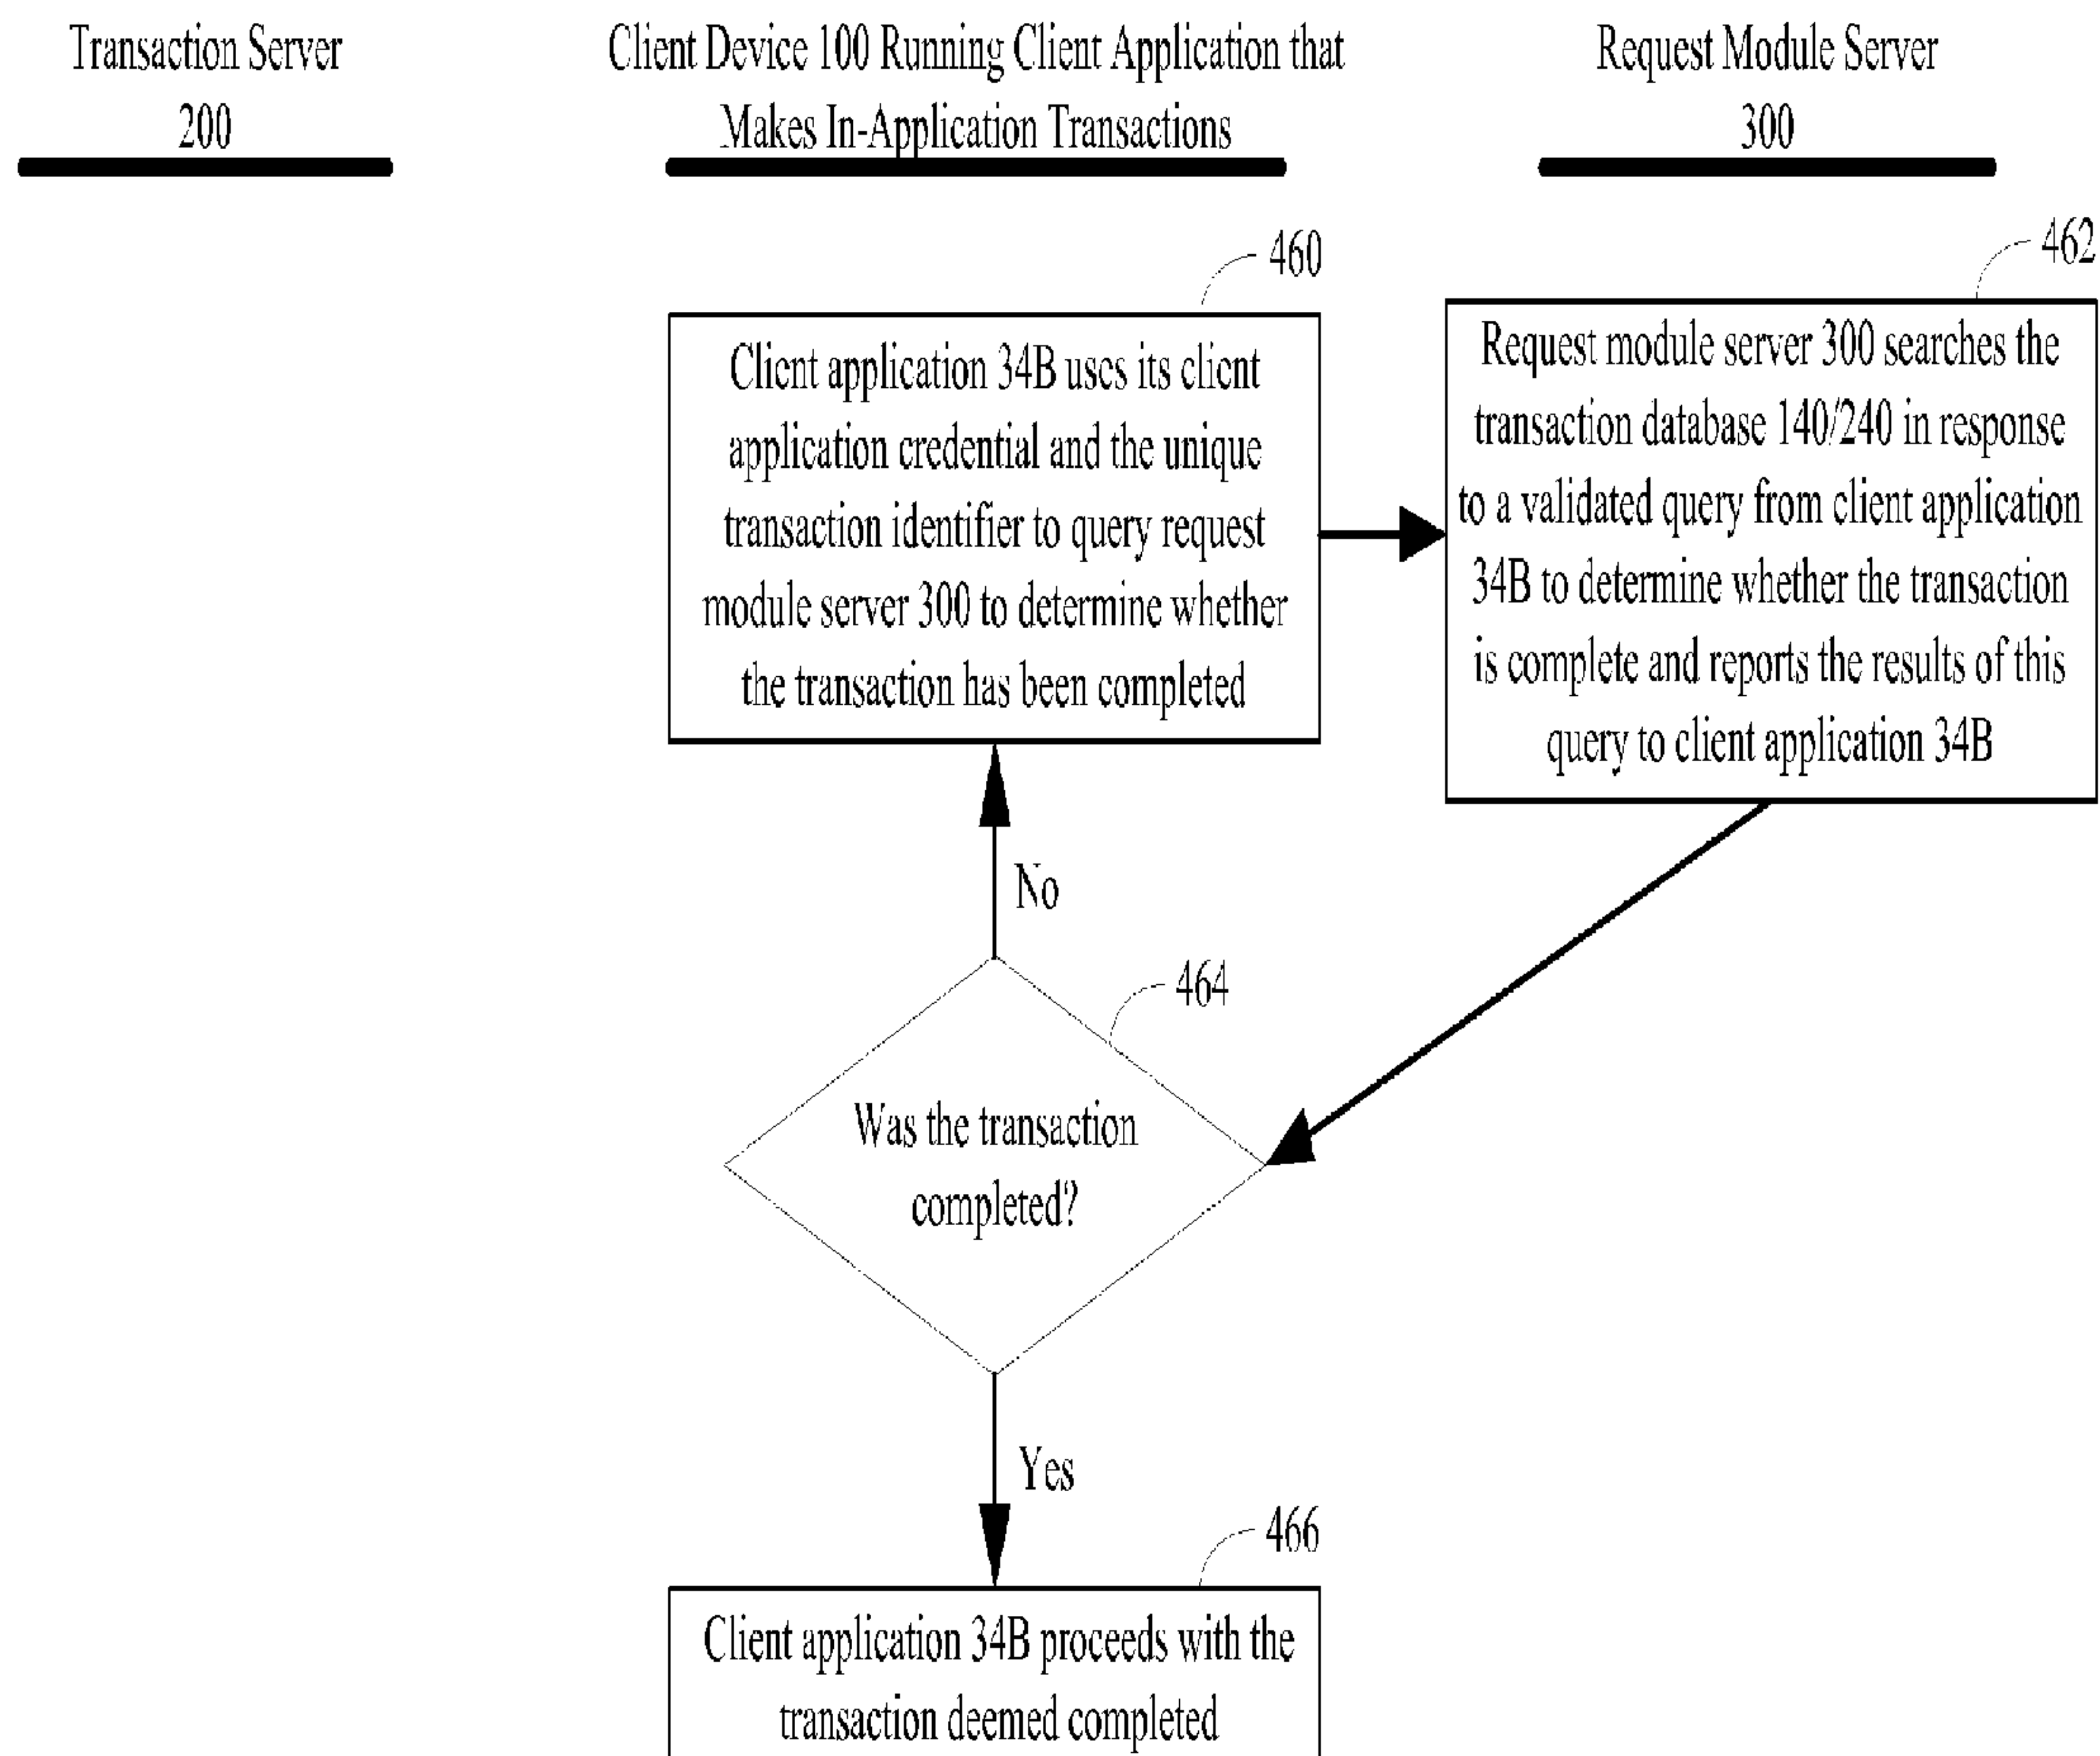 Transaction Server
200
Client Device 100 Running Client Application that
Makes In-Application Transactions
Request Module Server
300
460
Client application 34B uses its client
application credential and the unique
transaction identifier to query request
module server 300 to determine whether
the transaction has been completed
462
Request module server 300 searches the
transaction database 140/240 in response
to a validated query from client application
34B to determine whether the transaction
is complete and reports the results of this
query to client application 34B
No
464
Was the transaction
completed?
Yes
466
Client application 34B proceeds with the
transaction deemed completed